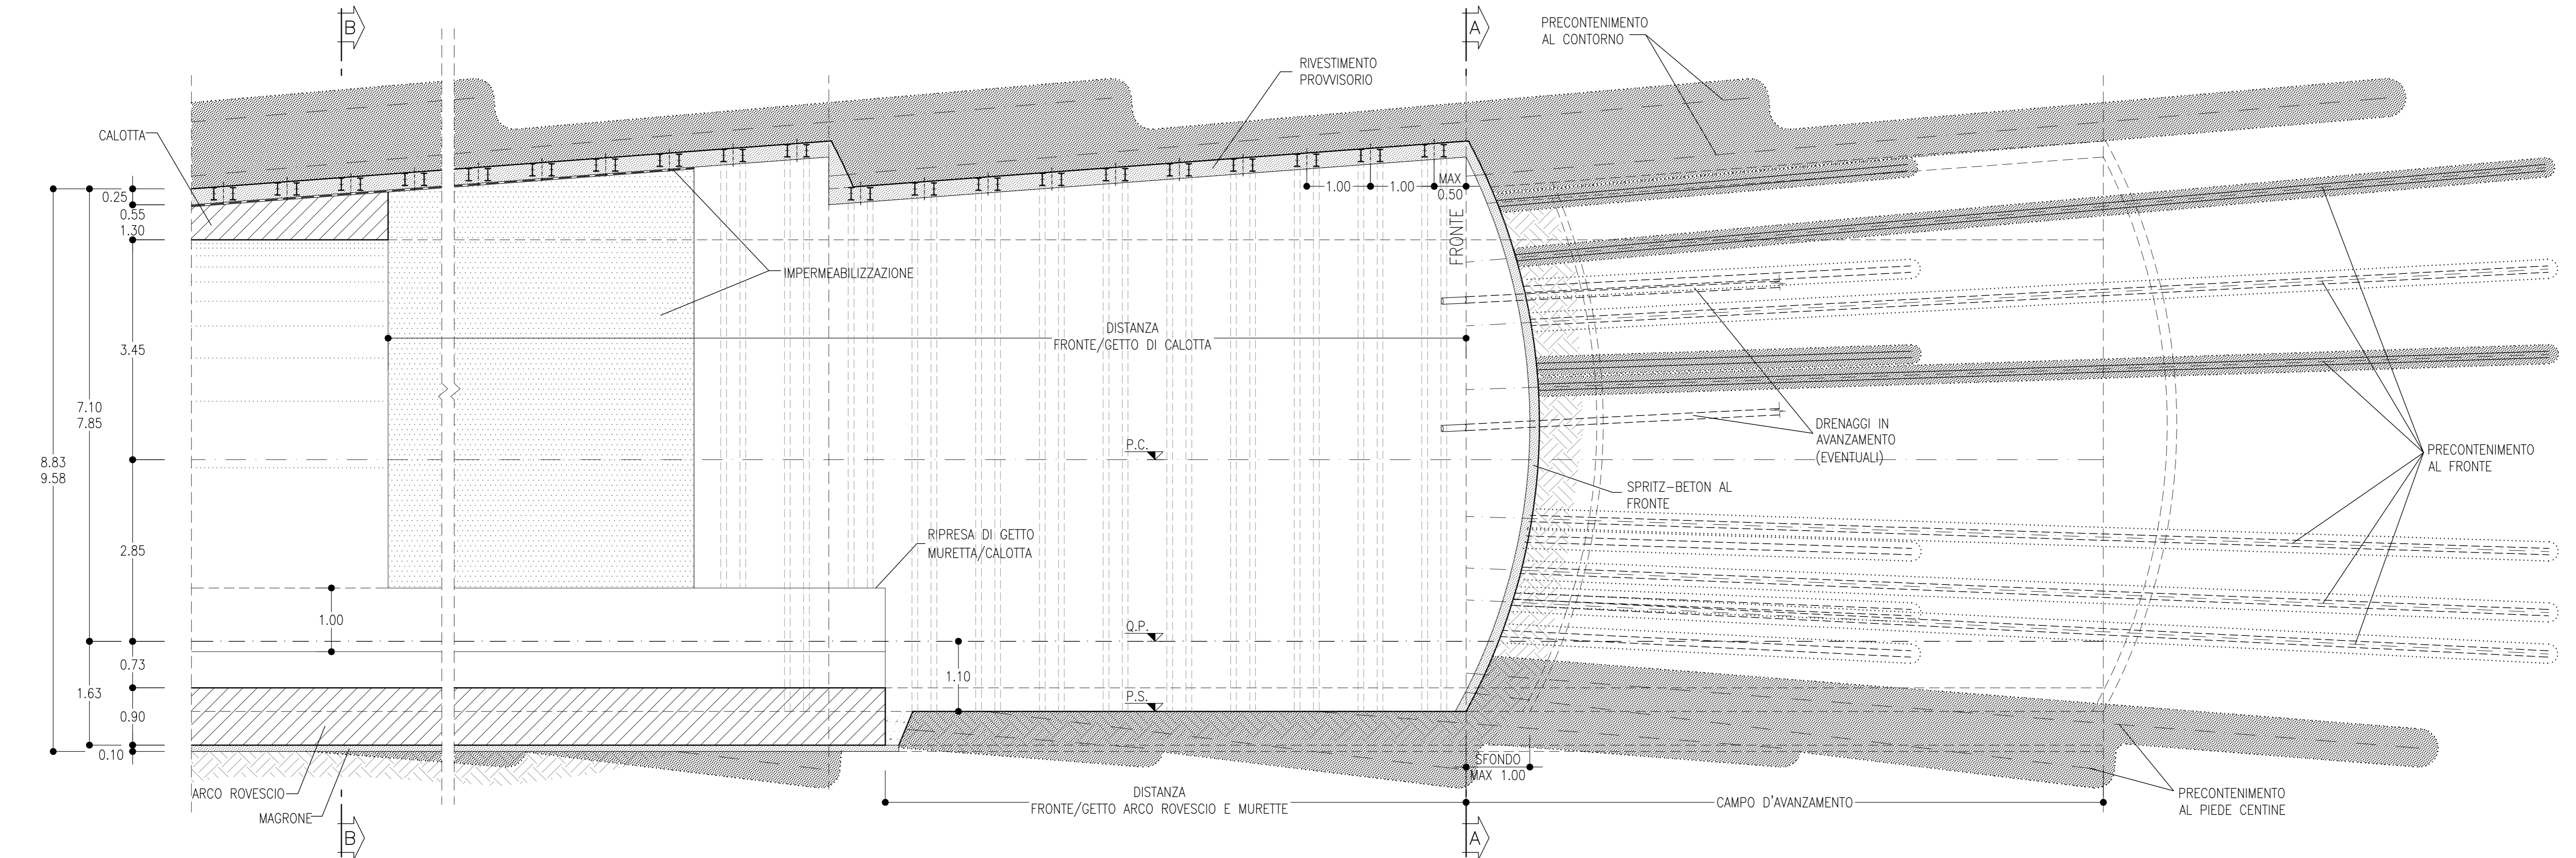 B
A
PRECONTENIMENTO
AL CONTORNO
RIVESTIMENTO
PROVVISORIO
CALOTTA
0.25
0.55
1.30
1.00
1.00
MAX
0.50
FRONTE
IMPERMEABILIZZAZIONE
DISTANZA
FRONTE/GETTO DI CALOTTA
3.45
7.10
7.85
8.83
9.58
P.C.
DRENAGGI IN
AVANZAMENTO
(EVENTUALI)
PRECONTENIMENTO
AL FRONTE
SPRITZ-BETON AL
FRONTE
RIPRESA DI GETTO
MURETTA/CALOTTA
2.85
1.00
Q.P.
0.73
1.63
1.10
P.S.
0.90
0.10
SFONDO
MAX 1.00
ARCO ROVESCIO
MAGRONE
DISTANZA
FRONTE/GETTO ARCO ROVESCIO E MURETTE
CAMPO D'AVANZAMENTO
PRECONTENIMENTO
AL PIEDE CENTINE
B
A